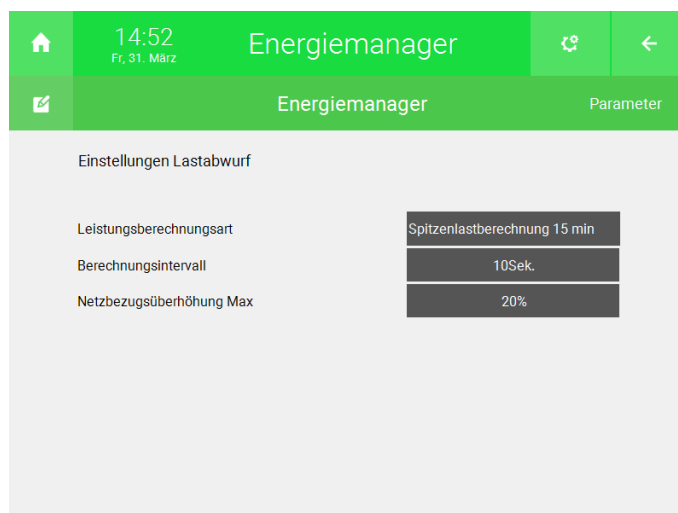 14:52
Fr, 31. März
Energiemanager
Energiemanager
Parameter
Einstellungen Lastabwurf
Leistungsberechnungsart
Spitzenlastberechnung 15 min
Berechnungsintervall
10Sek.
Netzbezugsüberhöhung Max
20%